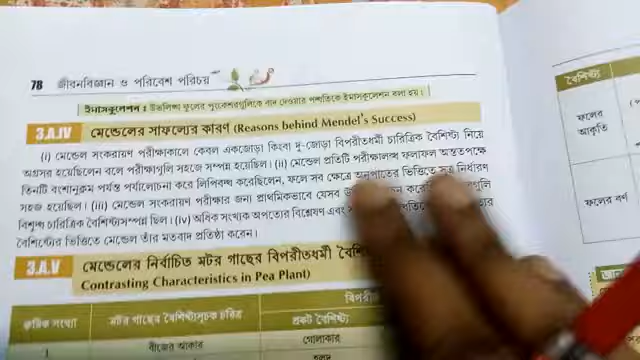 78 জীবনবিজ্ঞান ও পরিবেশ পরিচয়
ইমাসকুলেশন : উভলিঙ্গ ফুলের পুংকেশরগুলিকে বাদ দেওয়ার পদ্ধতিকে ইমাসকুলেশন বলা হয়।
3.A.IV মেন্ডেলের সাফল্যের কারণ (Reasons behind Mendel's Success)
(i) মেন্ডেল সংকরায়ণ পরীক্ষাকালে কেবল একজোড়া কিংবা দু-জোড়া বিপরীতধর্মী চারিত্রিক বৈশিষ্ট্য নিয়ে
অগ্রসর হয়েছিলেন বলে পরীক্ষাগুলি সহজে সম্পন্ন হয়েছিল। (ii) মেন্ডেল প্রতিটি পরীক্ষালব্ধ ফলাফল অন্ততপক্ষে
তিনটি বংশানুক্রম পর্যন্ত পর্যালোচনা করে লিপিবদ্ধ করেছিলেন, ফলে সব ক্ষেত্রে অনুপাতের ভিত্তিতে সূত্র নির্ধারণ
সহজ হয়েছিল। (iii) মেন্ডেল সংকরায়ণ পরীক্ষার জন্য প্রাথমিকভাবে যেসব
বিশুদ্ধ চারিত্রিক বৈশিষ্ট্যসম্পন্ন ছিল। (iv) অধিক সংখ্যক অপত্যের বিশ্লেষণ এবং
বৈশিষ্ট্যের ভিত্তিতে মেন্ডেল তাঁর মতবাদ প্রতিষ্ঠা করেন।
3.A.V মেন্ডেলের নির্বাচিত মটর গাছের বিপরীতধর্মী
Contrasting Characteristics in Pea Plant)
ক্রমিক সংখ্যা মটর গাছের বৈশিষ্ট্যসূচক চরিত্র
প্রকট বৈশিষ্ট্য
1 বীজের আকার গোলাকার
বৈশিষ্ট্য
ফলের
আকৃতি
ফলের বর্ণ